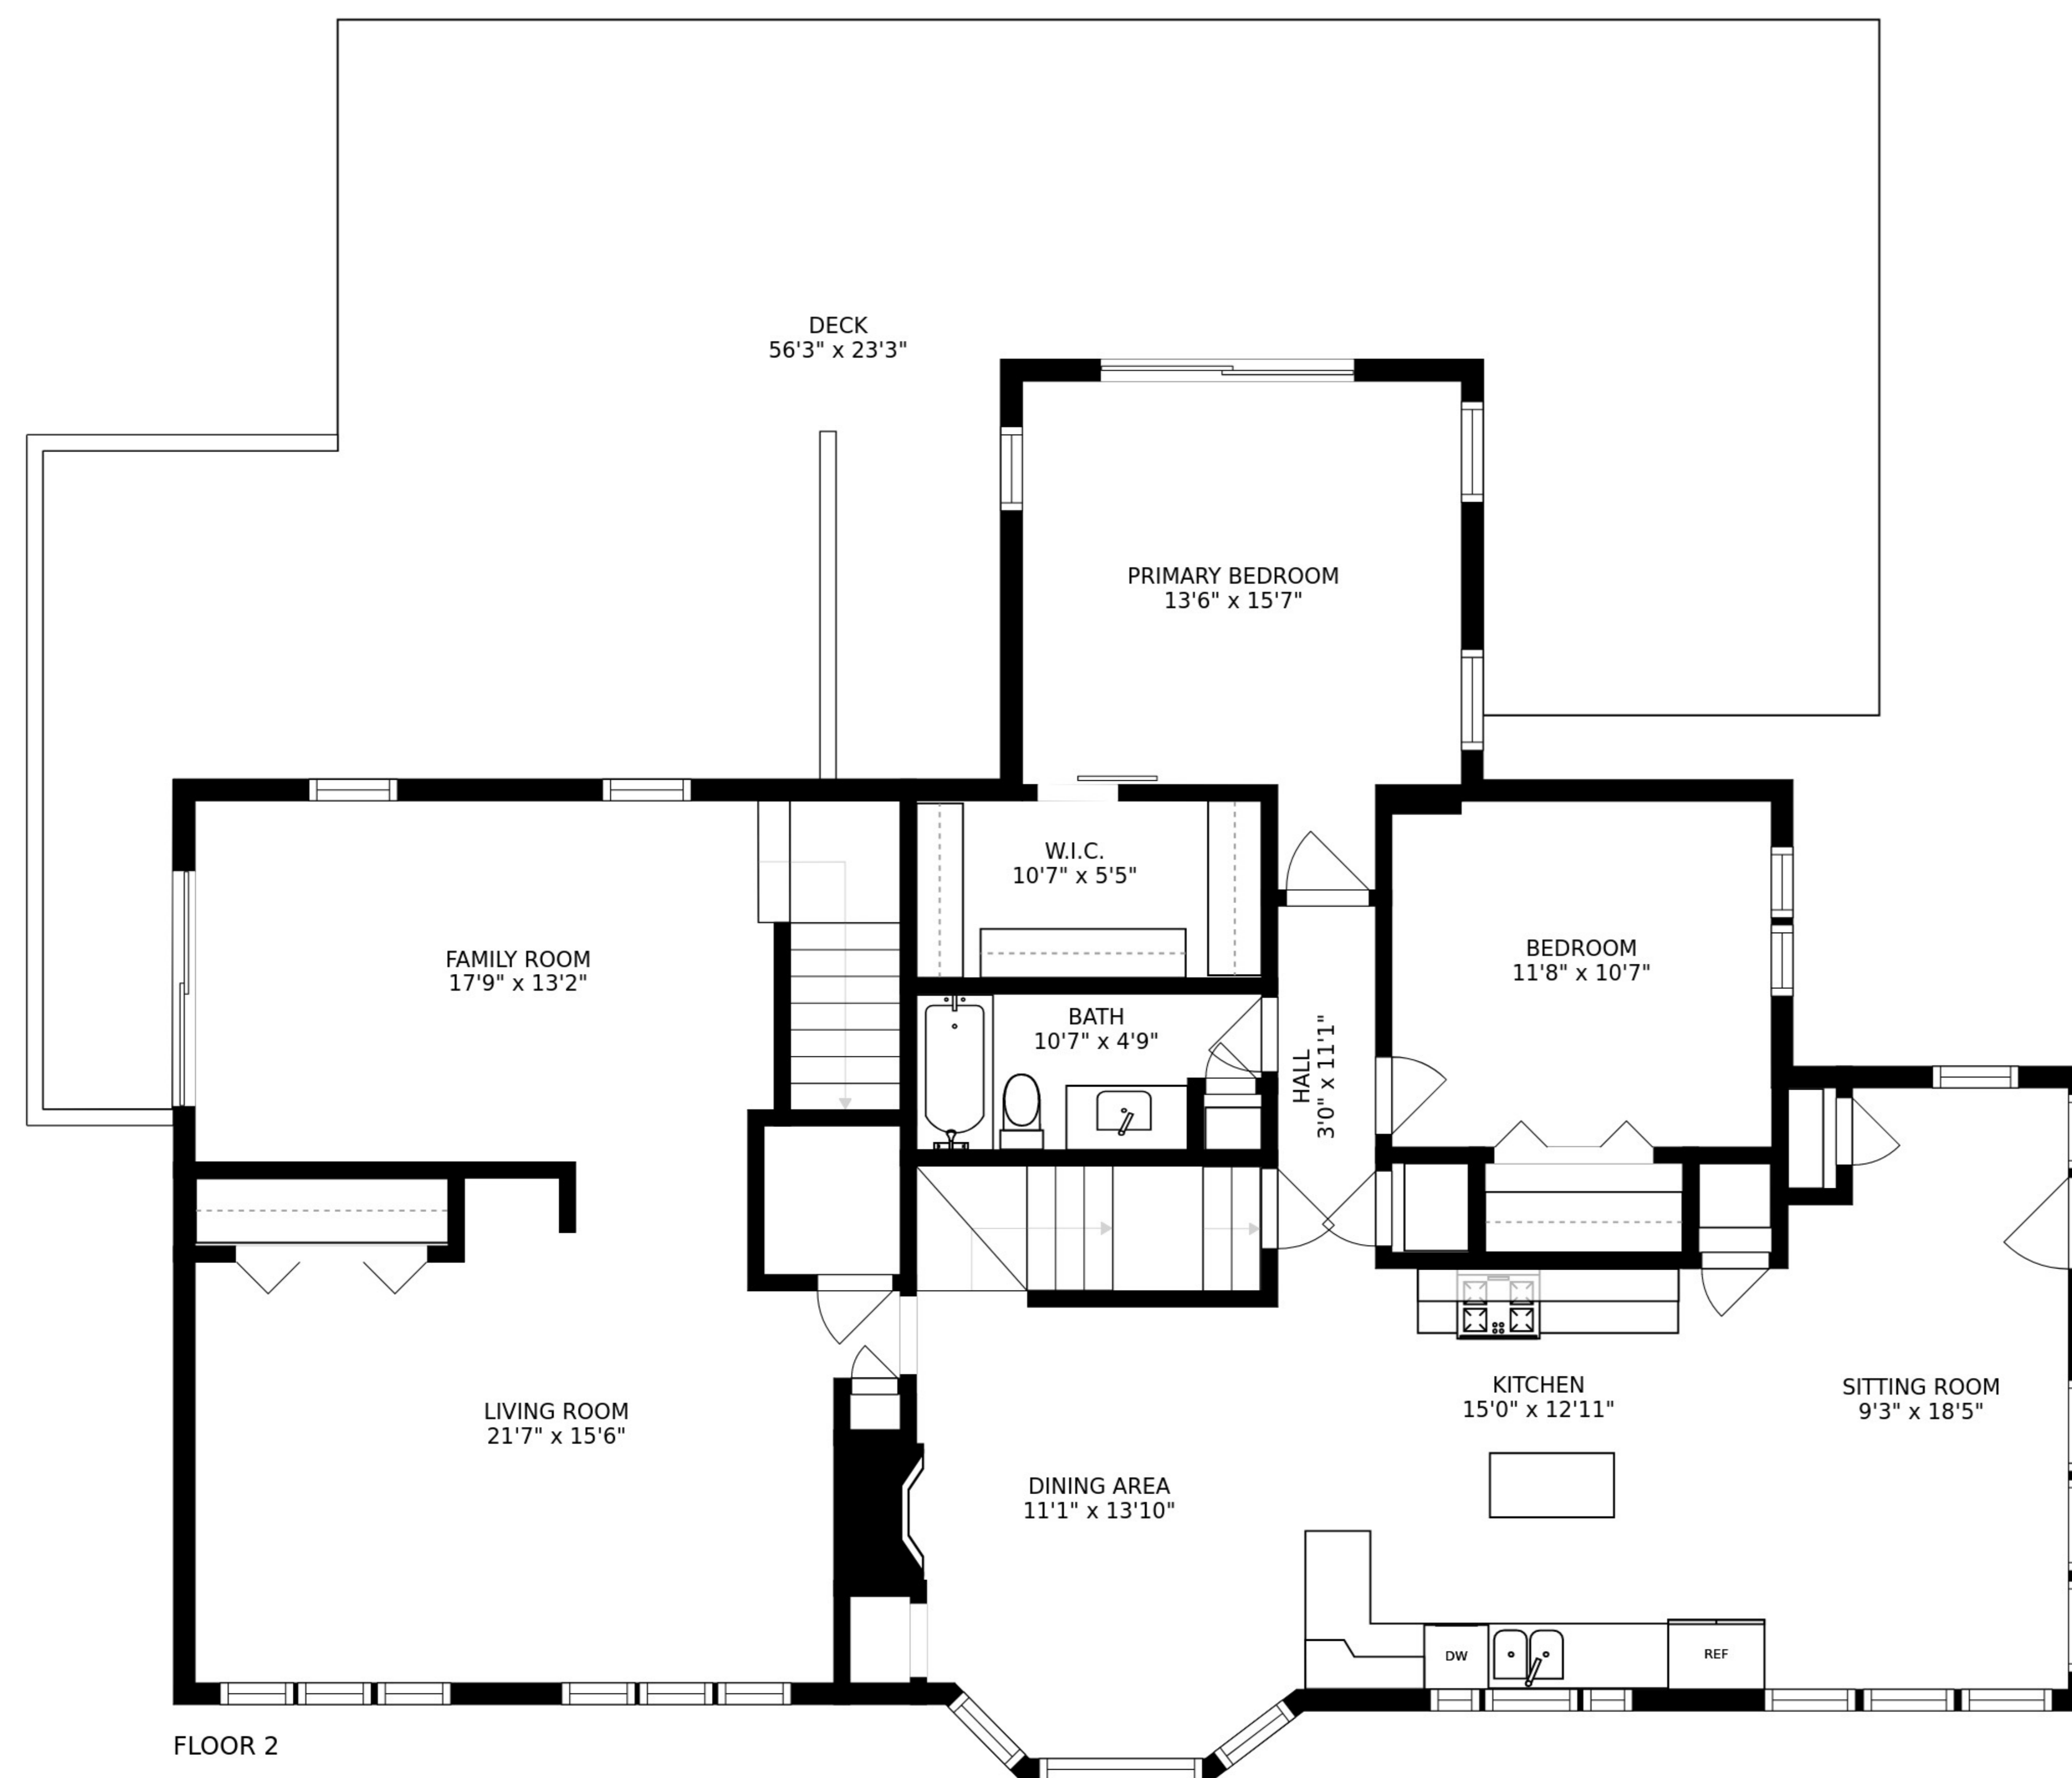 DECK
56'3" x 23'3"
PRIMARY BEDROOM
13'6" x 15'7"
W.I.C.
10'7" x 5'5"
FAMILY ROOM
17'9" x 13'2"
BEDROOM
11'8" x 10'7"
BATH
10'7" x 4'9"
HALL
3'0" x 11'1"
LIVING ROOM
21'7" x 15'6"
KITCHEN
15'0" x 12'11"
SITTING ROOM
9'3" x 18'5"
DINING AREA
11'1" x 13'10"
DW
REF
FLOOR 2